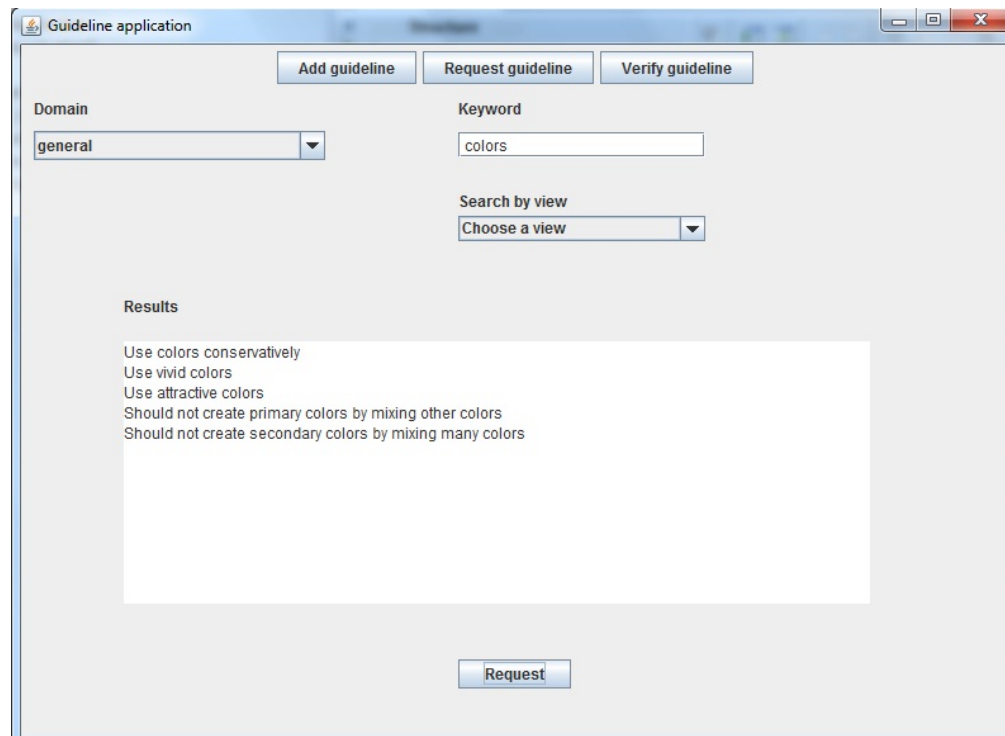 Guideline application
Add guideline Request guideline Verify guideline
Domain Keyword
general colors
Search by view
Choose a view
Results
Use colors conservatively
Use vivid colors
Use attractive colors
Should not create primary colors by mixing other colors
Should not create secondary colors by mixing many colors
Request